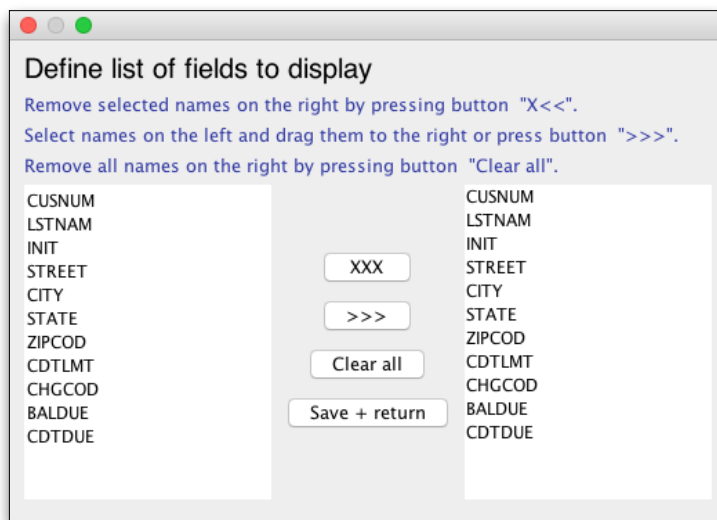 Define list of fields to display
Remove selected names on the right by pressing button "X<<".
Select names on the left and drag them to the right or press button ">>>".
Remove all names on the right by pressing button "Clear all".
CUSNUM
LSTNAM
INIT
STREET
CITY
STATE
ZIPCOD
CDTLMT
CHGCOD
BALDUE
CDTDUE
XXX
>>>
Clear all
Save + return
CUSNUM
LSTNAM
INIT
STREET
CITY
STATE
ZIPCOD
CDTLMT
CHGCOD
BALDUE
CDTDUE